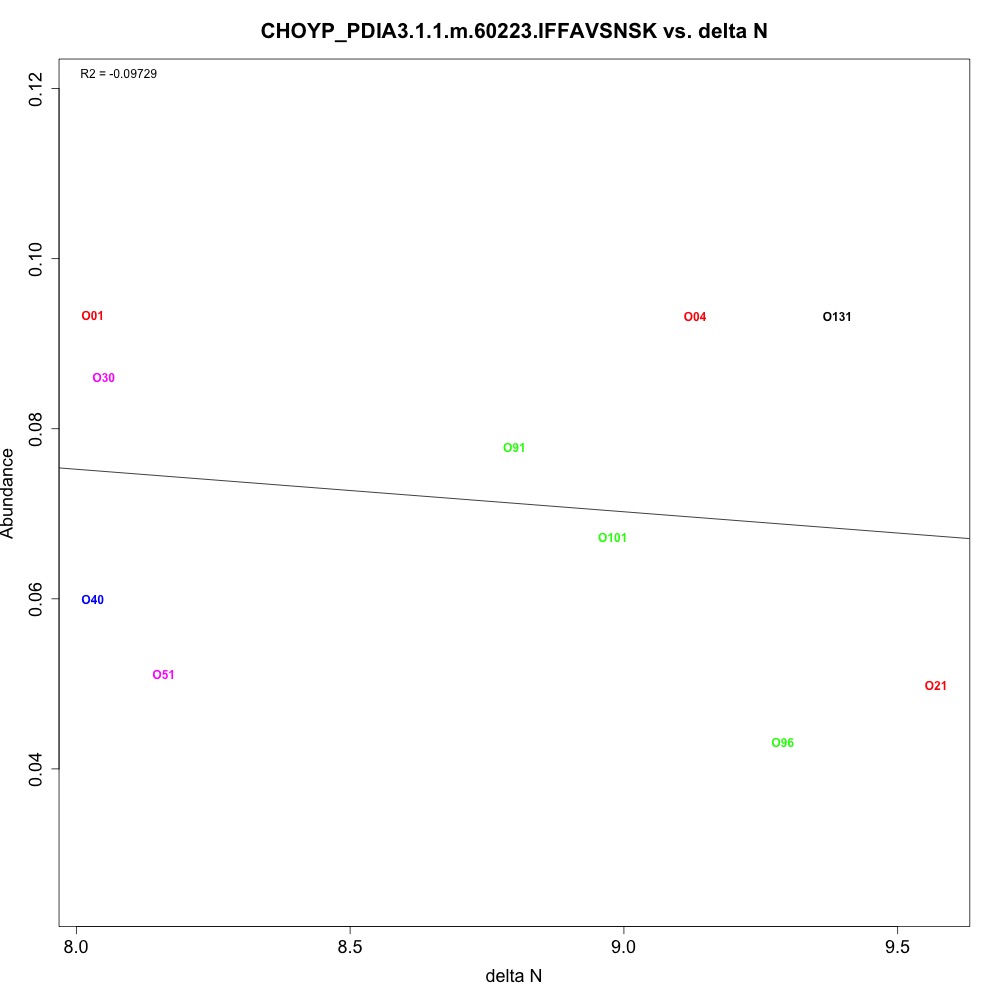 CHOYP_PDIA3.1.1.m.60223.IFFAVSNSK vs. delta N
R2 = -0.09729
0.12
0.10
0.08
0.06
0.04
Abundance
O01
O04
O131
O30
O91
O101
O40
O51
O21
O96
8.0
8.5
9.0
9.5
delta N